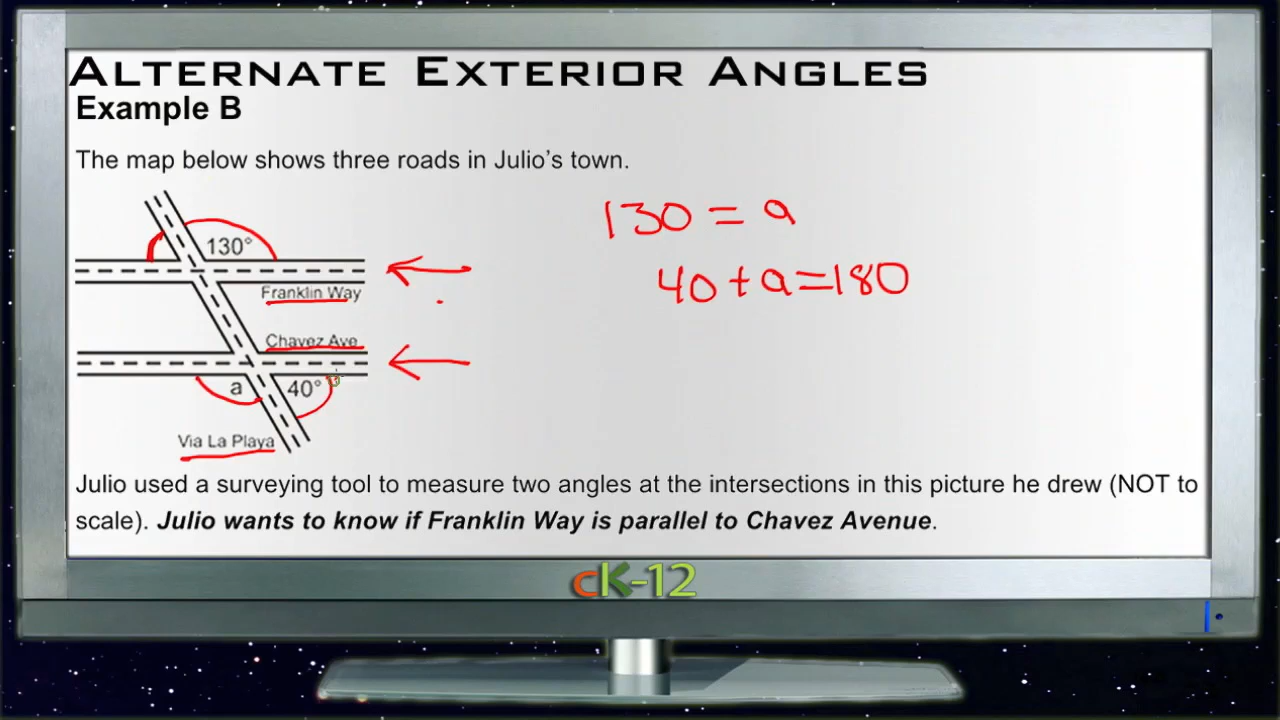 ALTERNATE EXTERIOR ANGLES
Example B
The map below shows three roads in Julio's town.
130 = a
130°
40 + a = 180
Franklin Way
Chavez Ave
a
40°
Via La Playa
Julio used a surveying tool to measure two angles at the intersections in this picture he drew (NOT to
scale). Julio wants to know if Franklin Way is parallel to Chavez Avenue.
cK-12